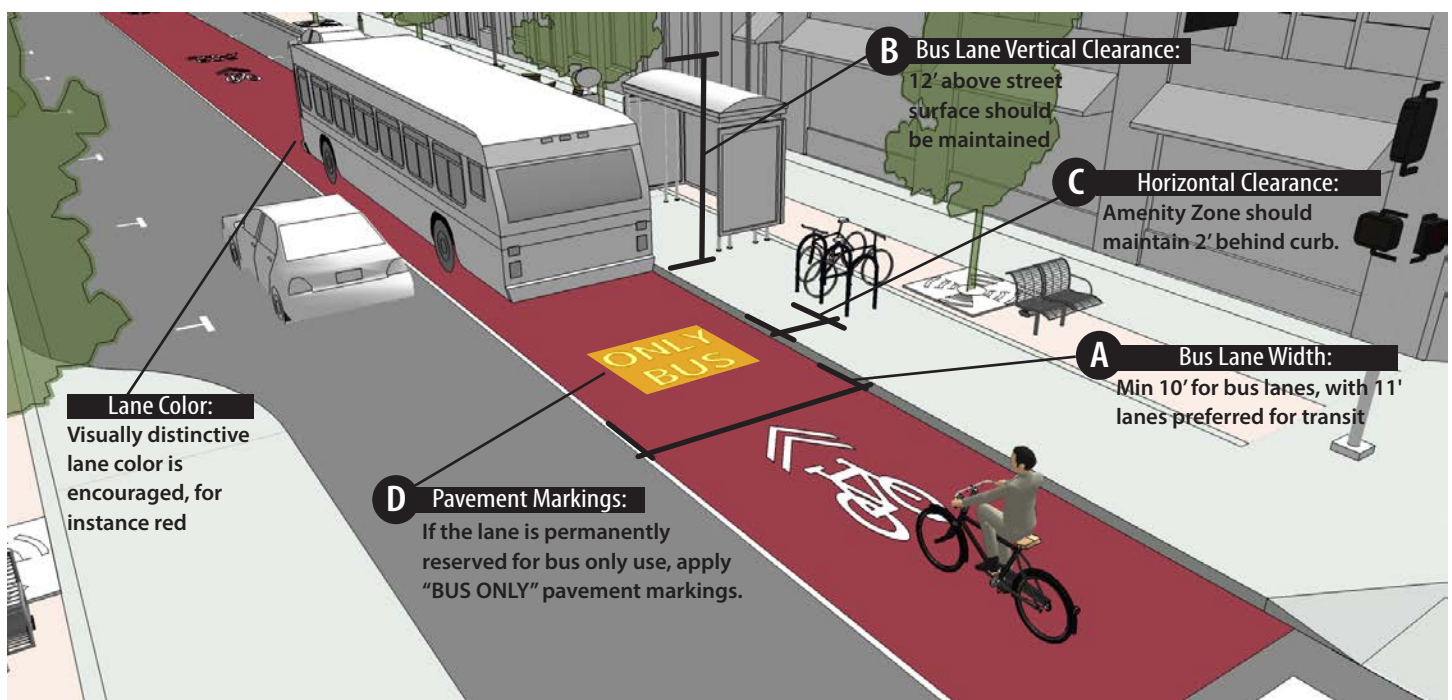 B Bus Lane Vertical Clearance:
12’ above street
surface should
be maintained
C Horizontal Clearance:
Amenity Zone should
maintain 2’ behind curb.
A Bus Lane Width:
Min 10’ for bus lanes, with 11'
lanes preferred for transit
ONLY
BUS
Lane Color:
Visually distinctive
lane color is
encouraged, for
instance red
D Pavement Markings:
If the lane is permanently
reserved for bus only use, apply
“BUS ONLY” pavement markings.